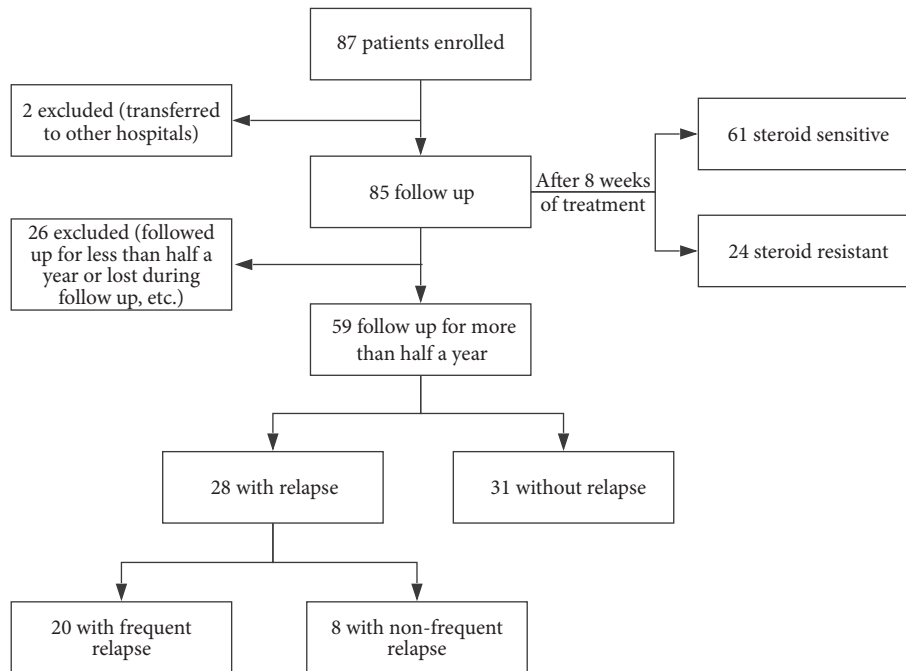 87 patients enrolled
2 excluded (transferred
to other hospitals)
61 steroid sensitive
85 follow up
After 8 weeks
of treatment
26 excluded (followed
up for less than half a
year or lost during
follow up, etc.)
24 steroid resistant
59 follow up for more
than half a year
28 with relapse
31 without relapse
20 with frequent
relapse
8 with non-frequent
relapse